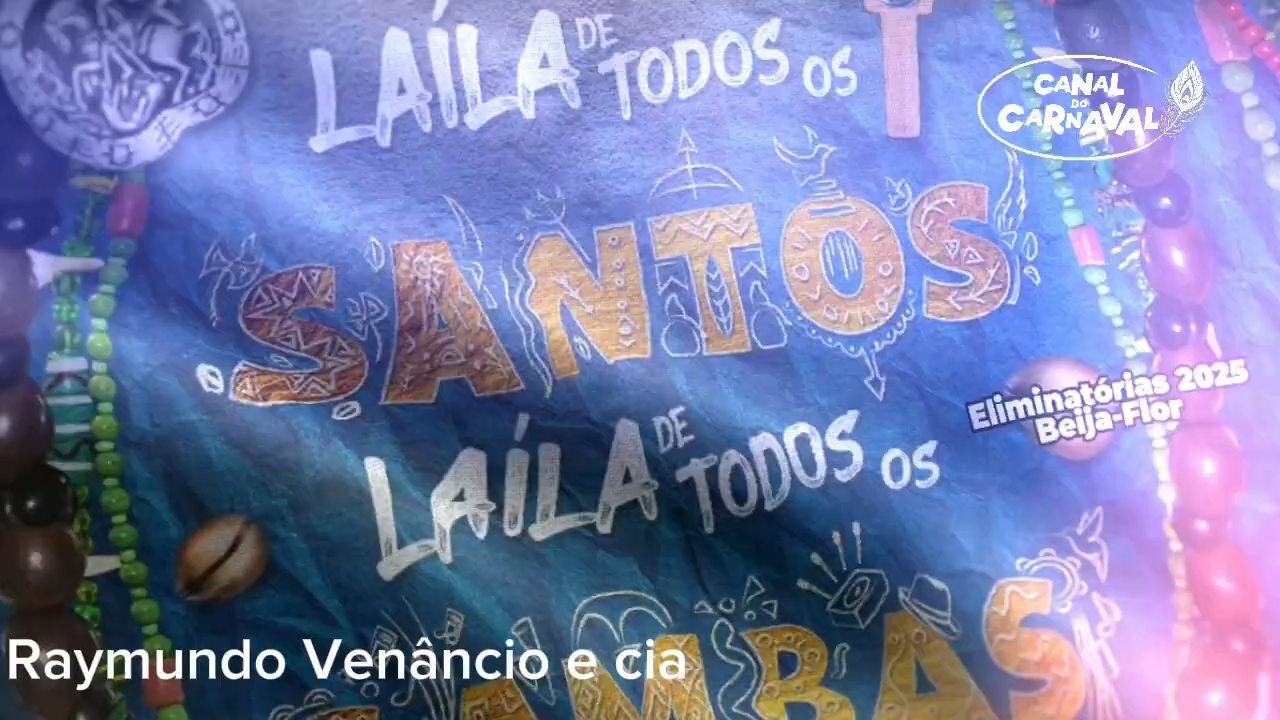 LAÍLA DE TODOS OS
SANTOS
LAÍLA DE TODOS OS
SAMBAS
CANAL
DO
CARNAVAL
Eliminatórias 2025
Beija-Flor
Raymundo Venâncio e cia